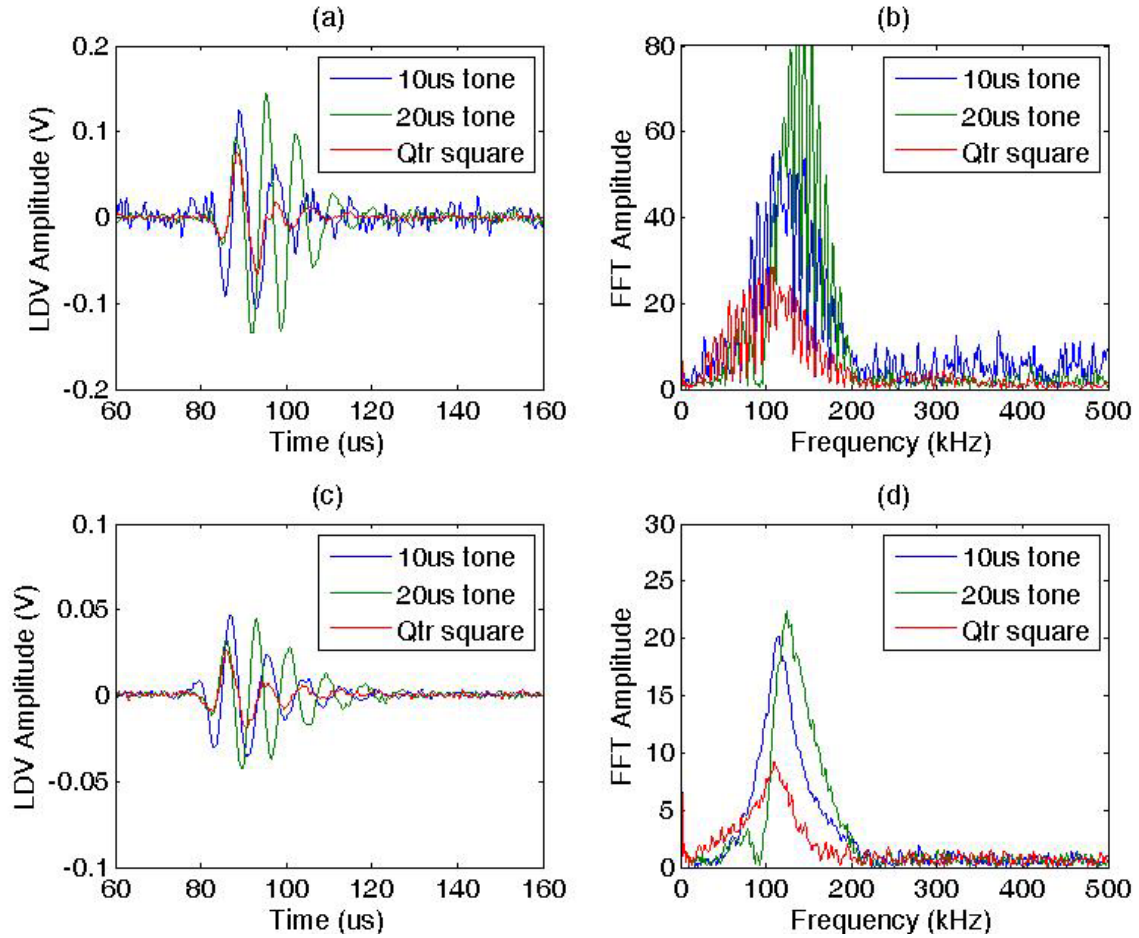 (a)
0.2
0.1
0
-0.1
-0.2
LDV Amplitude (V)
60 80 100 120 140 160
Time (us)
10us tone
20us tone
Qtr square
(b)
80
60
40
20
0
FFT Amplitude
0 100 200 300 400 500
Frequency (kHz)
10us tone
20us tone
Qtr square
(c)
0.1
0.05
0
-0.05
-0.1
LDV Amplitude (V)
60 80 100 120 140 160
Time (us)
10us tone
20us tone
Qtr square
(d)
30
25
20
15
10
5
0
FFT Amplitude
0 100 200 300 400 500
Frequency (kHz)
10us tone
20us tone
Qtr square